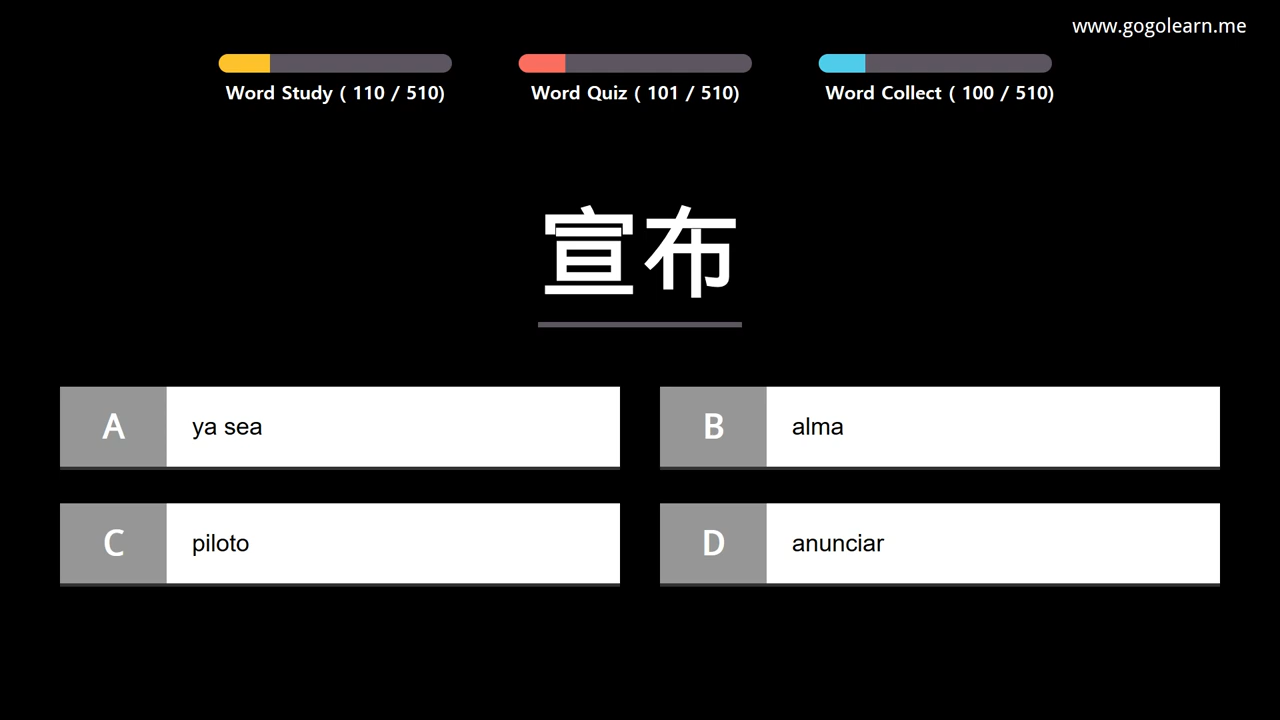 www.gogolearn.me
Word Study ( 110 / 510)
Word Quiz ( 101 / 510)
Word Collect ( 100 / 510)
宣布
A ya sea
B alma
C piloto
D anunciar